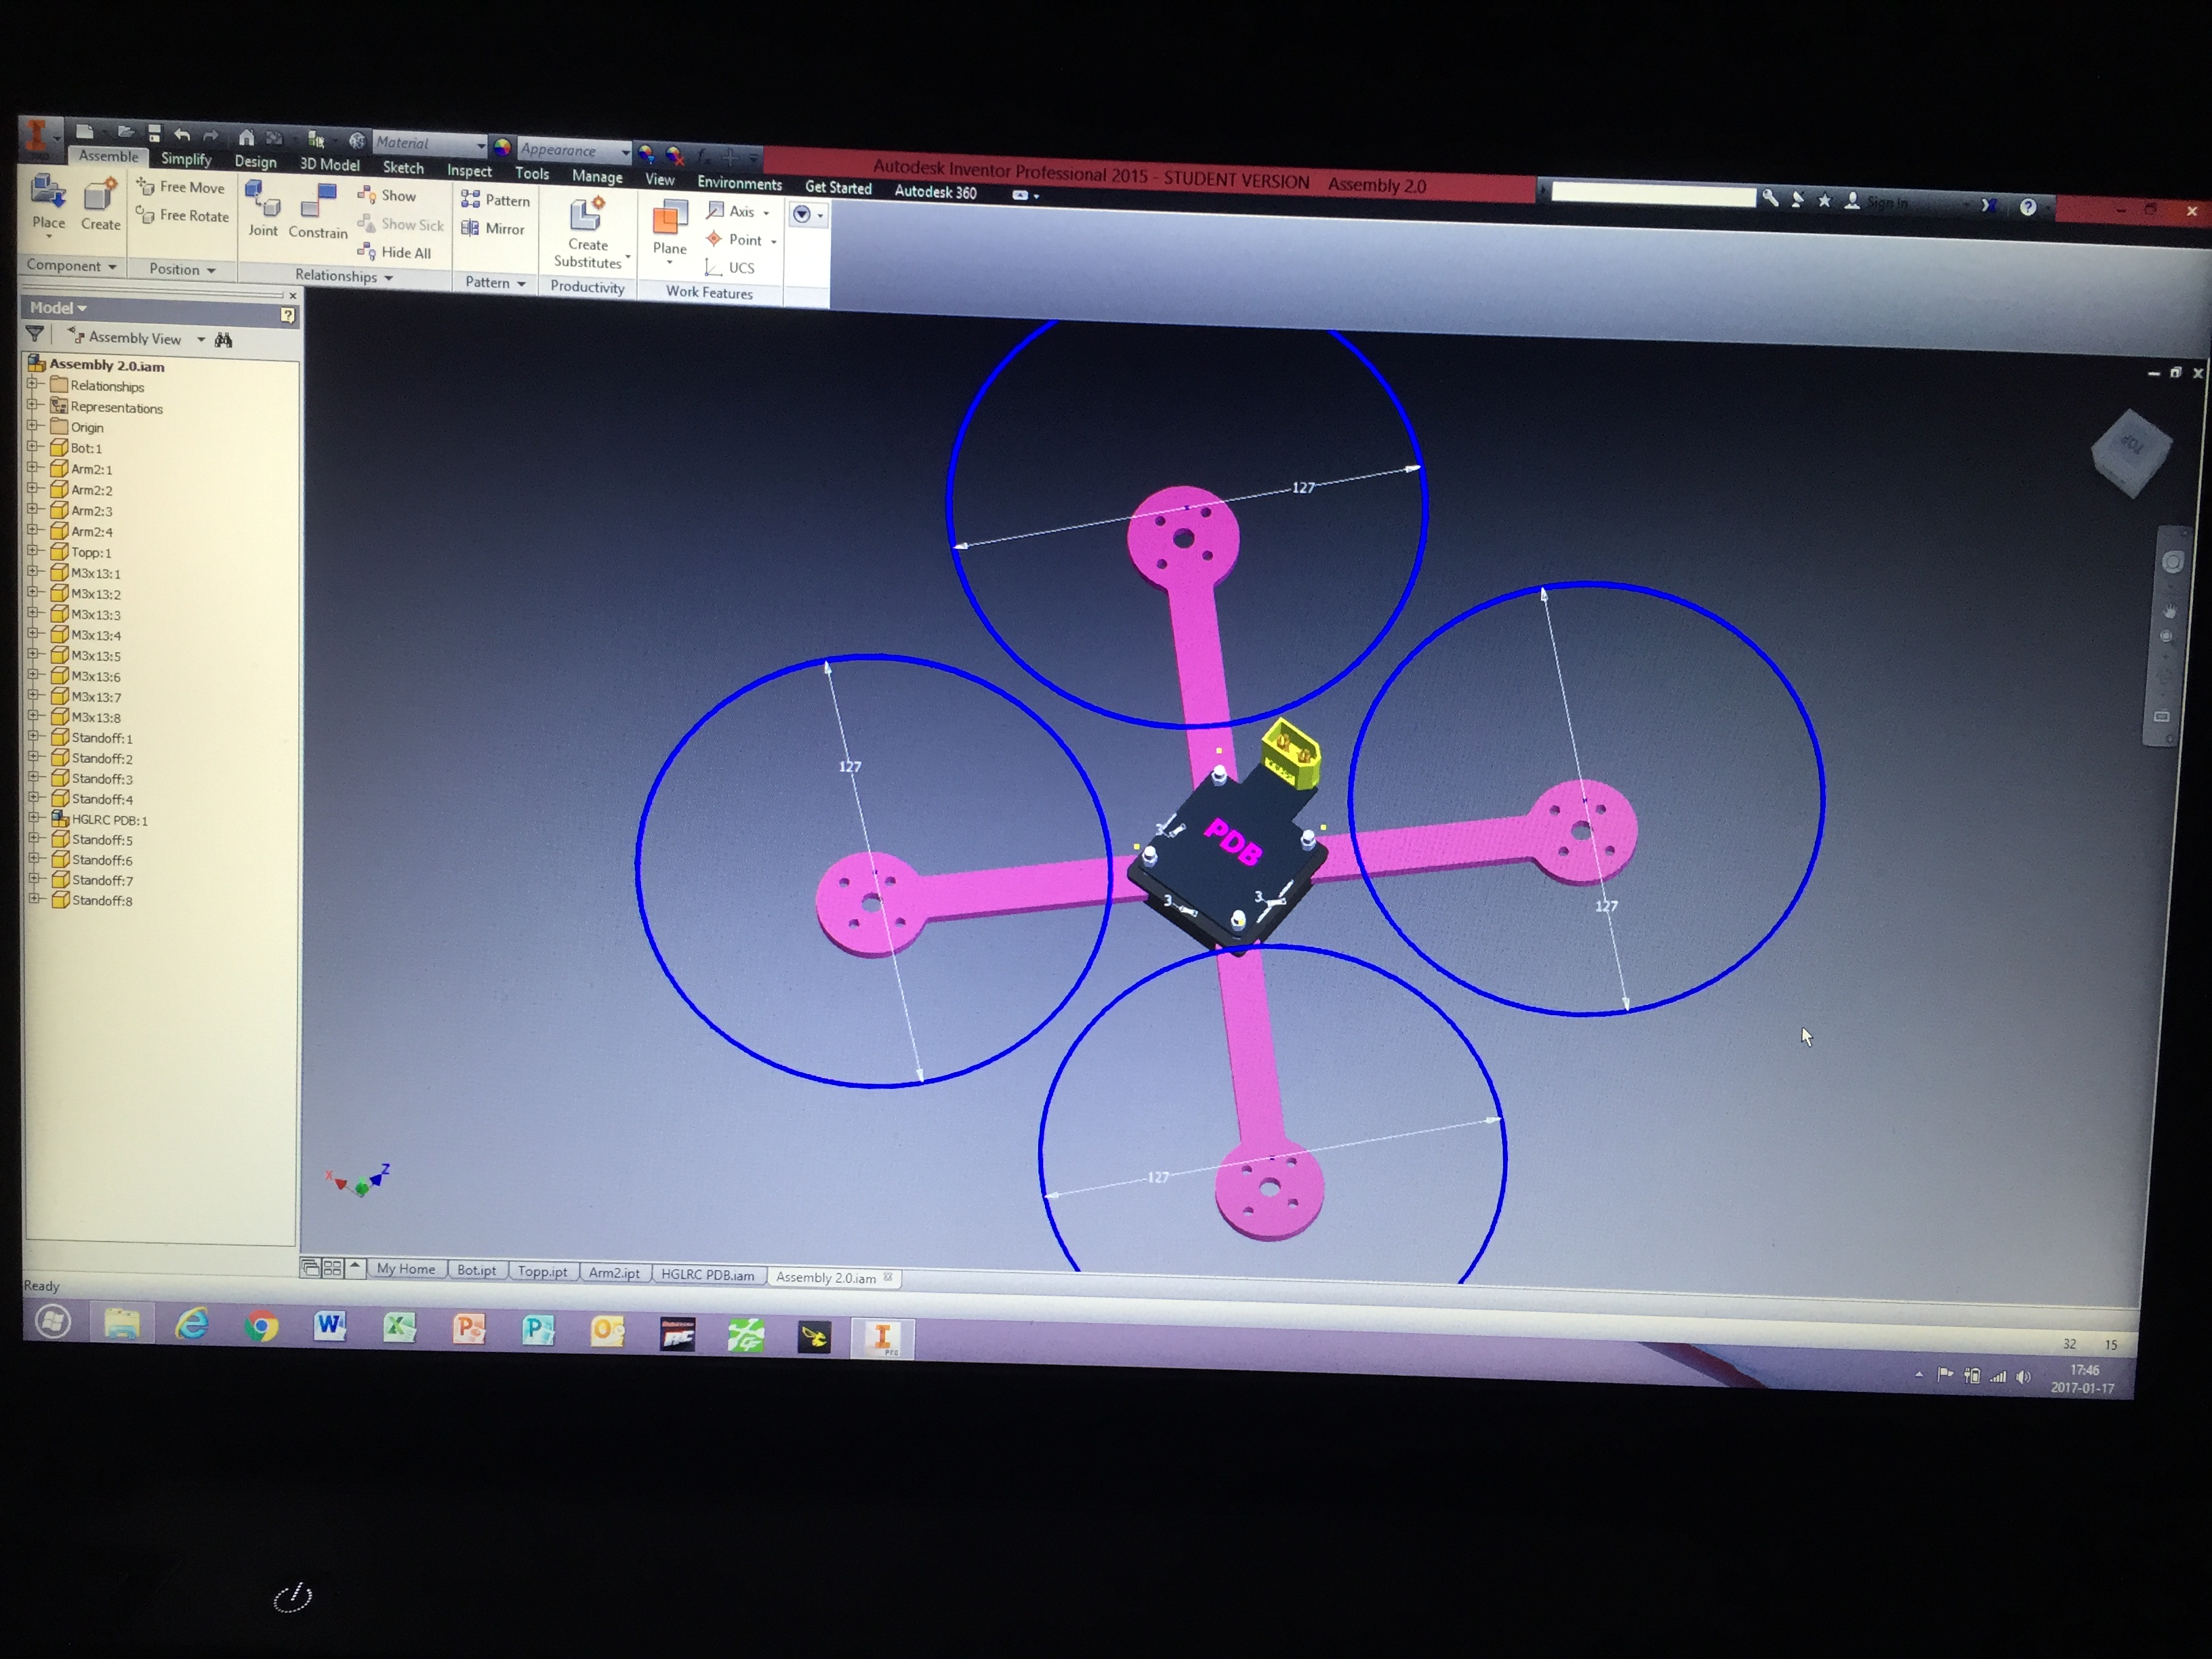 Material
Appearance
Autodesk Inventor Professional 2015 - STUDENT VERSION Assembly 2.0
Assemble Simplify Design 3D Model Sketch Inspect Tools Manage View Environments Get Started Autodesk 360
Sign In
PRO
Place
Create
Free Move
Free Rotate
Joint
Constrain
Show
Show Sick
Hide All
Pattern
Mirror
Create
Substitutes
Plane
Axis
Point
UCS
Component
Position
Relationships
Pattern
Productivity
Work Features
Model
Assembly View
Assembly 2.0.iam
Relationships
Representations
Origin
Bot:1
Arm2:1
Arm2:2
Arm2:3
Arm2:4
Topp:1
M3x13:1
M3x13:2
M3x13:3
M3x13:4
M3x13:5
M3x13:6
M3x13:7
M3x13:8
Standoff:1
Standoff:2
Standoff:3
Standoff:4
HGLRC PDB:1
Standoff:5
Standoff:6
Standoff:7
Standoff:8
TOP
127
127
127
127
3
3
3
PDB
X
Z
My Home Bot.ipt Topp.ipt Arm2.ipt HGLRC PDB.iam Assembly 2.0.iam
Ready
32 15
RC
PRO
17:46
2017-01-17